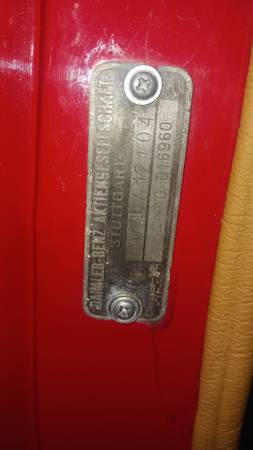 DAIMLER-BENZ AKTIENGESELLSCHAFT
STUTTGART
12104
016960